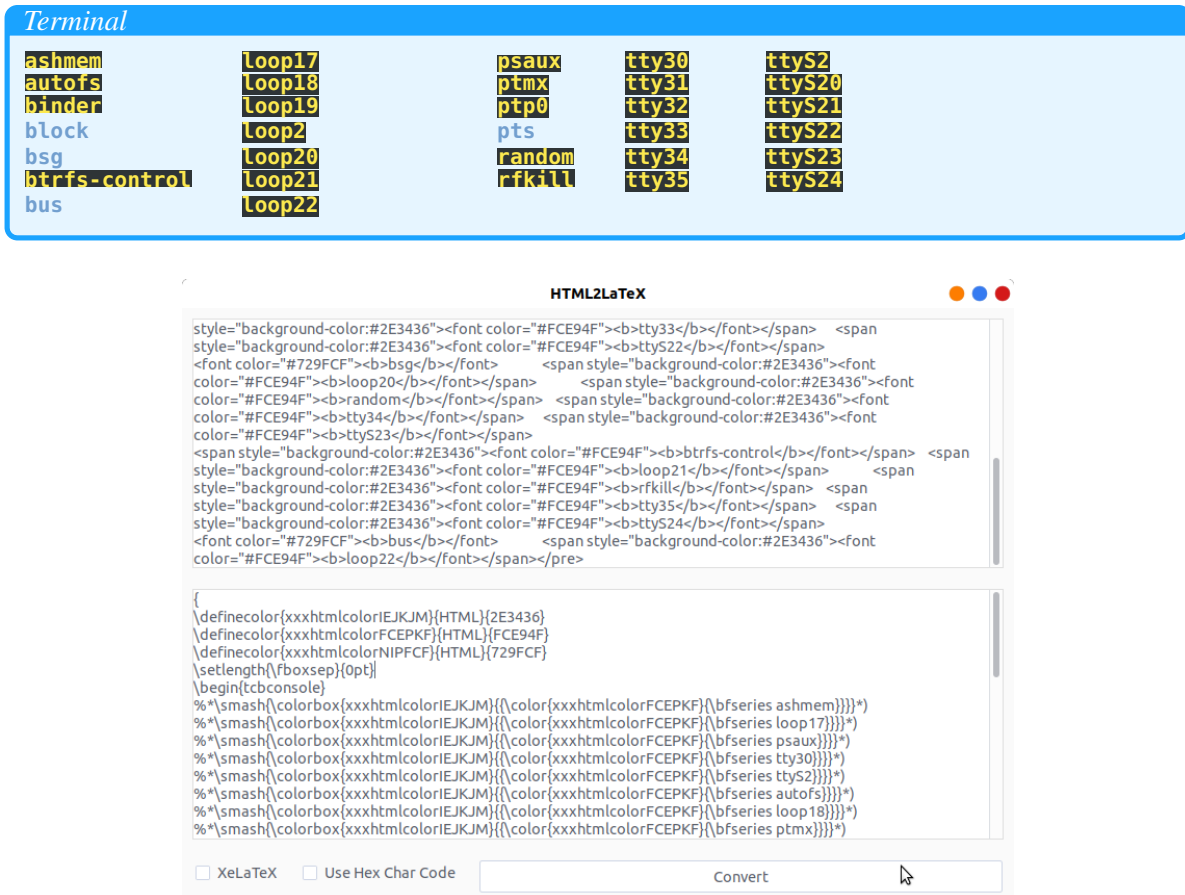 Terminal
ashmem loop17 psaux tty30 ttyS2
autofs loop18 ptmx tty31 ttyS20
binder loop19 ptp0 tty32 ttyS21
block loop2 pts tty33 ttyS22
bsg loop20 random tty34 ttyS23
btrfs-control loop21 rfkill tty35 ttyS24
bus loop22
HTML2LaTeX
style="background-color:#2E3436"><font color="#FCE94F"><b>tty33</b></font></span> <span
style="background-color:#2E3436"><font color="#FCE94F"><b>ttyS22</b></font></span>
<font color="#729FCF"><b>bsg</b></font> <span style="background-color:#2E3436"><font
color="#FCE94F"><b>loop20</b></font></span> <span style="background-color:#2E3436"><font
color="#FCE94F"><b>random</b></font></span> <span style="background-color:#2E3436"><font
color="#FCE94F"><b>tty34</b></font></span> <span style="background-color:#2E3436"><font
color="#FCE94F"><b>ttyS23</b></font></span>
<span style="background-color:#2E3436"><font color="#FCE94F"><b>btrfs-control</b></font></span> <span
style="background-color:#2E3436"><font color="#FCE94F"><b>loop21</b></font></span> <span
style="background-color:#2E3436"><font color="#FCE94F"><b>rfkill</b></font></span> <span
style="background-color:#2E3436"><font color="#FCE94F"><b>tty35</b></font></span> <span
style="background-color:#2E3436"><font color="#FCE94F"><b>ttyS24</b></font></span>
<font color="#729FCF"><b>bus</b></font> <span style="background-color:#2E3436"><font
color="#FCE94F"><b>loop22</b></font></span></pre>
{
\definecolor{xxxhtmlcolorIEJKJM}{HTML}{2E3436}
\definecolor{xxxhtmlcolorFCEPKF}{HTML}{FCE94F}
\definecolor{xxxhtmlcolorNIPFCF}{HTML}{729FCF}
\setlength{\fboxsep}{0pt}
\begin{tcbconsole}
%*\smash{\colorbox{xxxhtmlcolorIEJKJM}{{\color{xxxhtmlcolorFCEPKF}{\bfseries ashmem}}}}*)
%*\smash{\colorbox{xxxhtmlcolorIEJKJM}{{\color{xxxhtmlcolorFCEPKF}{\bfseries loop17}}}}*)
%*\smash{\colorbox{xxxhtmlcolorIEJKJM}{{\color{xxxhtmlcolorFCEPKF}{\bfseries psaux}}}}*)
%*\smash{\colorbox{xxxhtmlcolorIEJKJM}{{\color{xxxhtmlcolorFCEPKF}{\bfseries tty30}}}}*)
%*\smash{\colorbox{xxxhtmlcolorIEJKJM}{{\color{xxxhtmlcolorFCEPKF}{\bfseries ttyS2}}}}*)
%*\smash{\colorbox{xxxhtmlcolorIEJKJM}{{\color{xxxhtmlcolorFCEPKF}{\bfseries autofs}}}}*)
%*\smash{\colorbox{xxxhtmlcolorIEJKJM}{{\color{xxxhtmlcolorFCEPKF}{\bfseries loop18}}}}*)
%*\smash{\colorbox{xxxhtmlcolorIEJKJM}{{\color{xxxhtmlcolorFCEPKF}{\bfseries ptmx}}}}*)
XeLaTeX Use Hex Char Code Convert